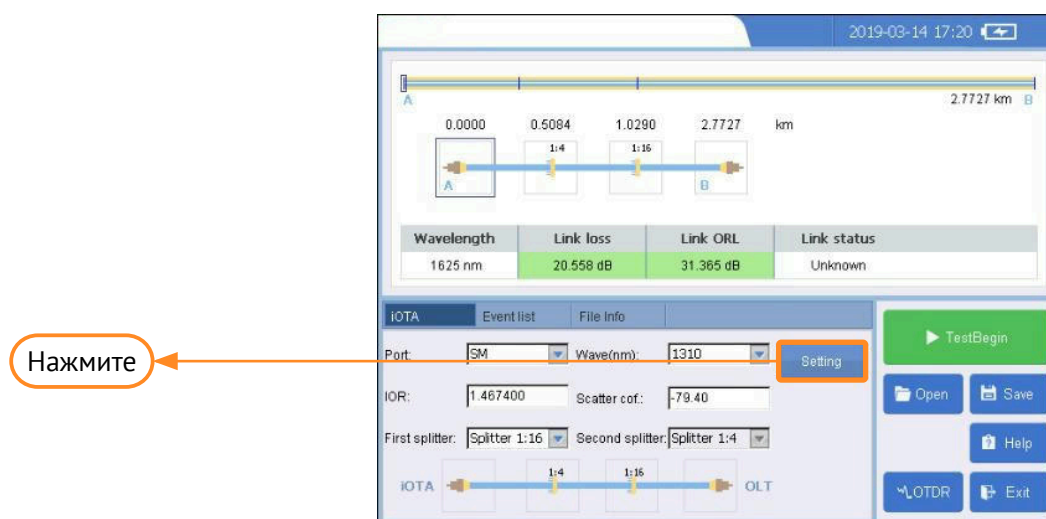 2019-03-14 17:20
A 2.7727 km B
0.0000 0.5084 1.0290 2.7727 km
1:4 1:16
A B
Wavelength Link loss Link ORL Link status
1625 nm 20.558 dB 31.365 dB Unknown
iOTA Event list File Info
TestBegin
Нажмите
Port: SM Wave(nm): 1310 Setting
IOR: 1.467400 Scatter cof.: -79.40
Open Save
First splitter: Splitter 1:16 Second splitter: Splitter 1:4
Help
1:4 1:16
iOTA OLT
OTDR Exit